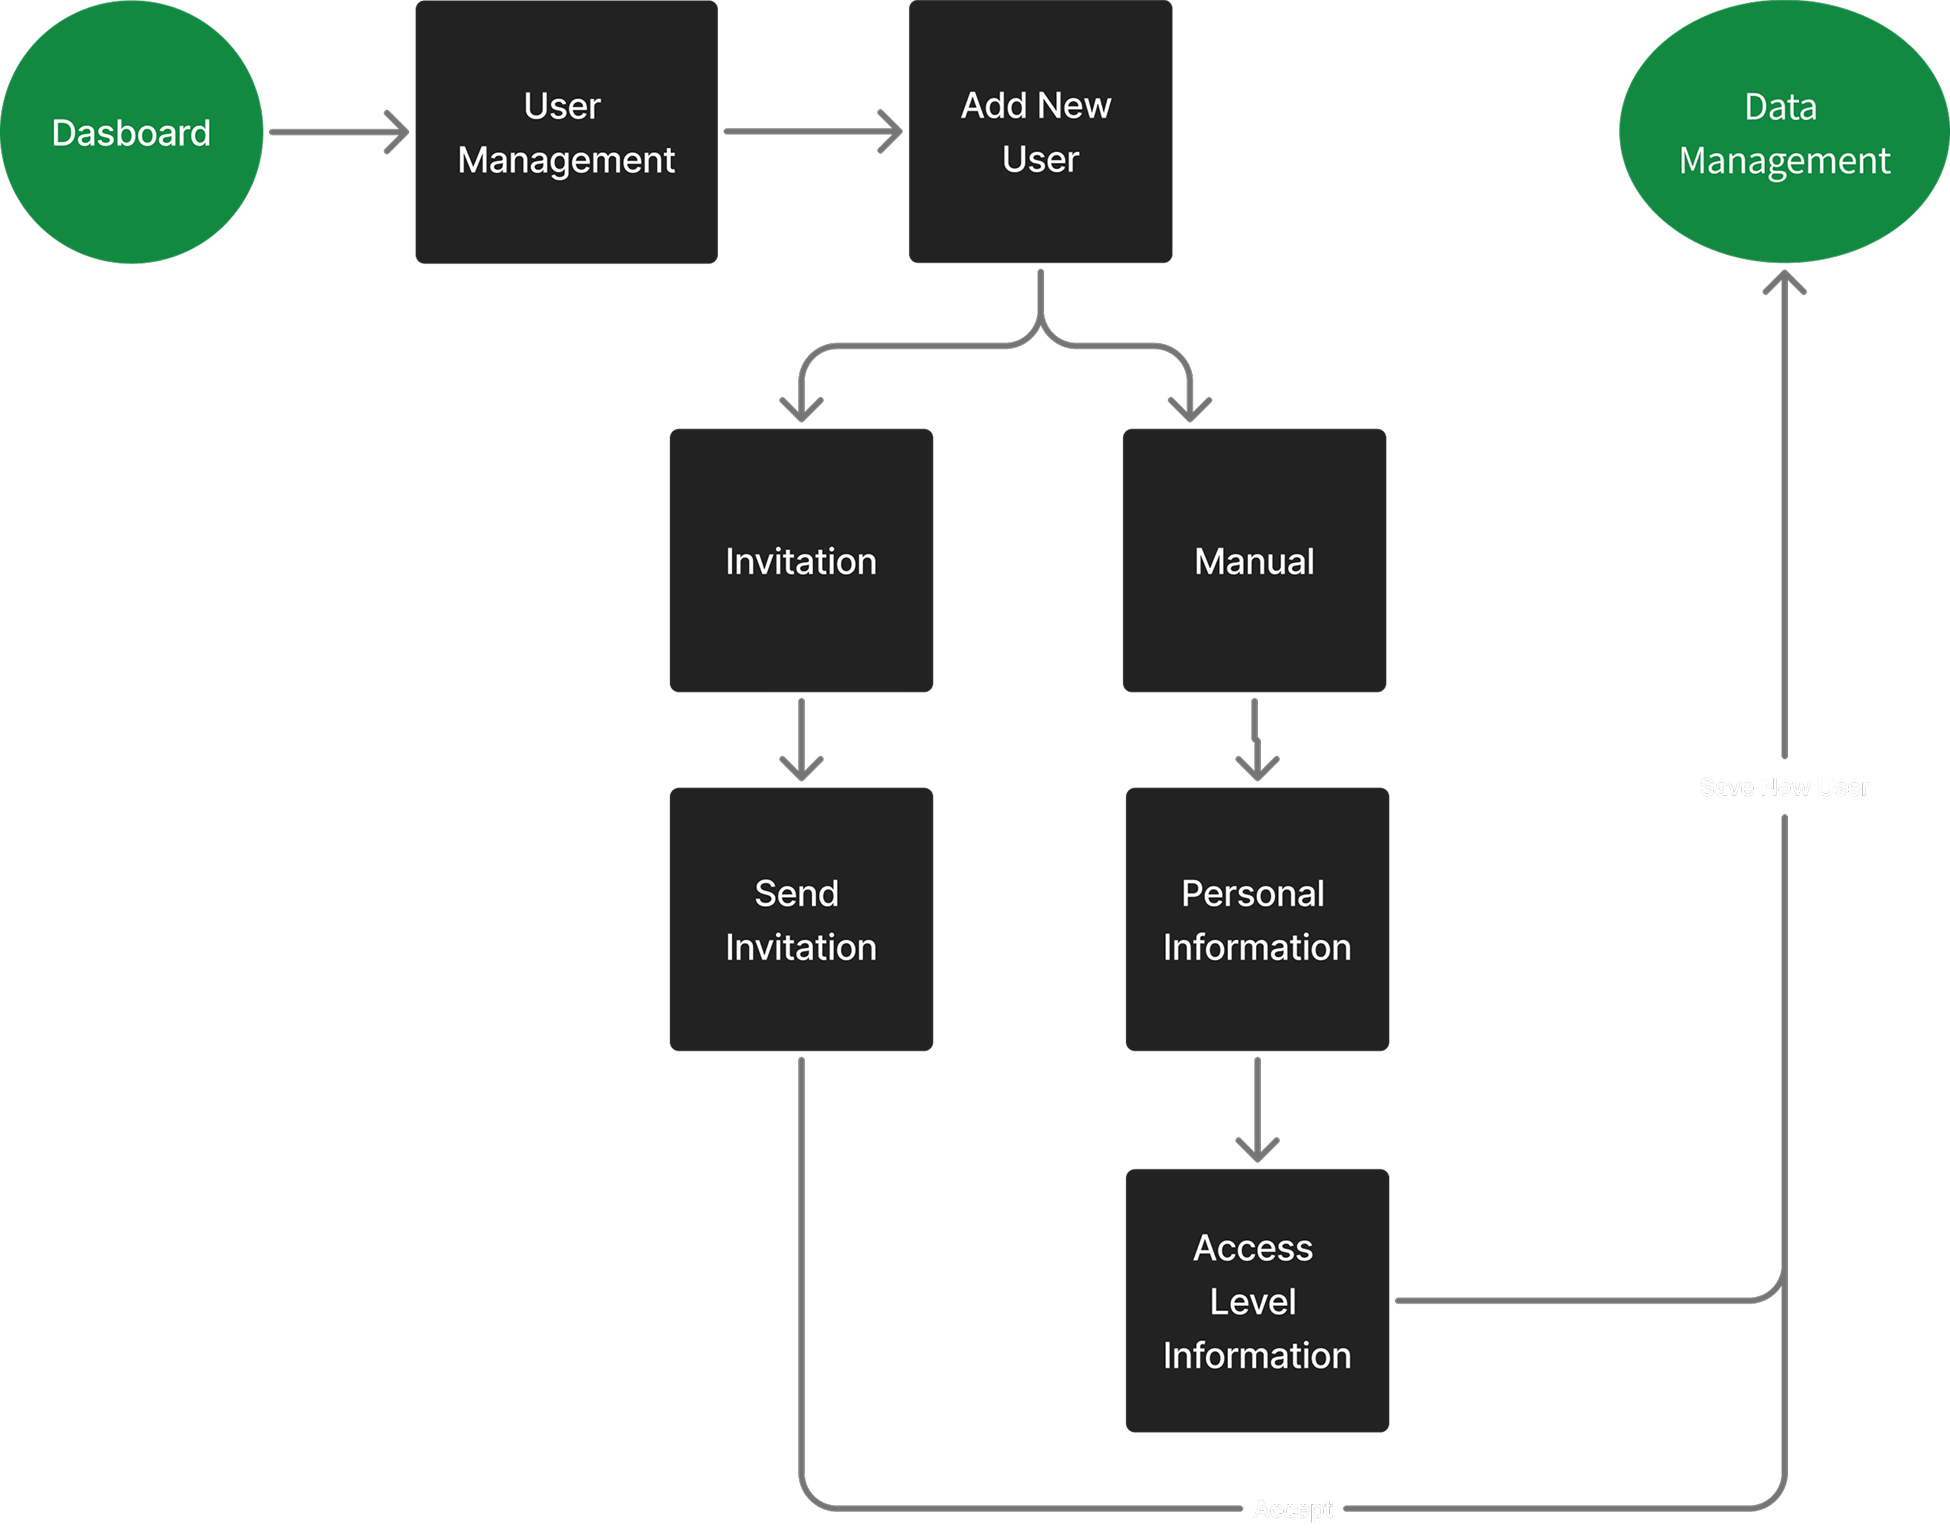 Dasboard
User
Management
Add New
User
Data
Management
Invitation
Manual
Save New User
Send
Invitation
Personal
Information
Access
Level
Information
Accept